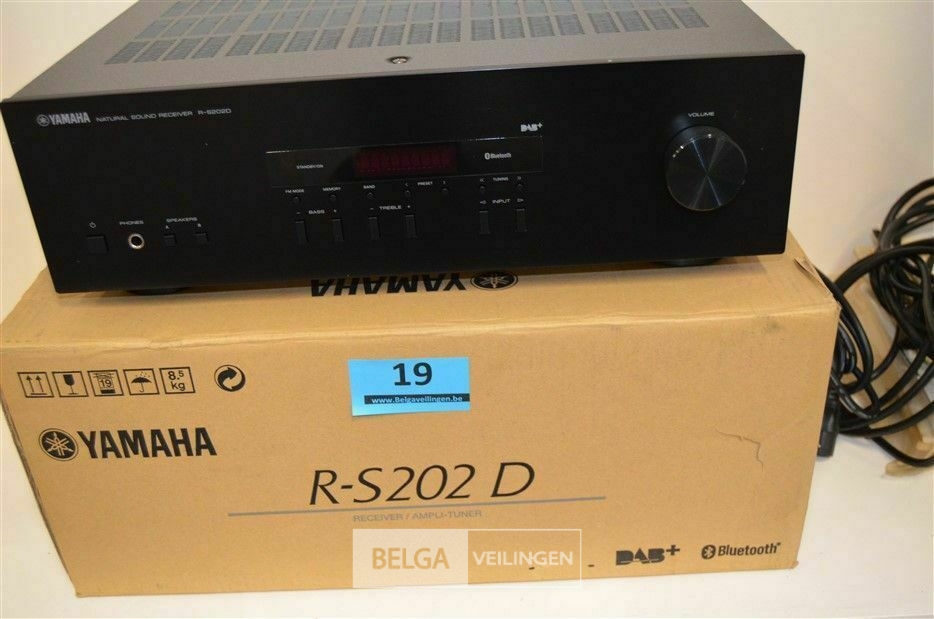 YAMAHA NATURAL SOUND RECEIVER R-S202D
VOLUME
DAB+
STANDBY/ON
Bluetooth
FM MODE MEMORY BAND < PRESET > << TUNING >>
- BASS + - TREBLE + INPUT
PHONES SPEAKERS
A B
YAMAHA
19
8.5
kg
19
www.Belgaveilingen.be
YAMAHA
R-S202 D
RECEIVER / AMPLI-TUNER
BELGA VEILINGEN
DAB+ Bluetooth